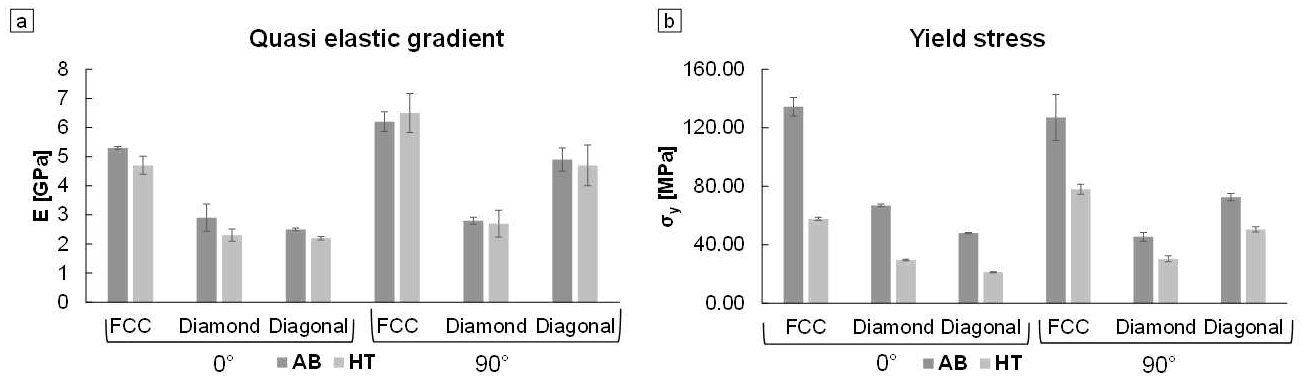 a
Quasi elastic gradient
E [GPa]
8
7
6
5
4
3
2
1
0
FCC Diamond Diagonal FCC Diamond Diagonal
0° AB HT 90°
b
Yield stress
σy [MPa]
160.00
120.00
80.00
40.00
0.00
FCC Diamond Diagonal FCC Diamond Diagonal
0° AB HT 90°